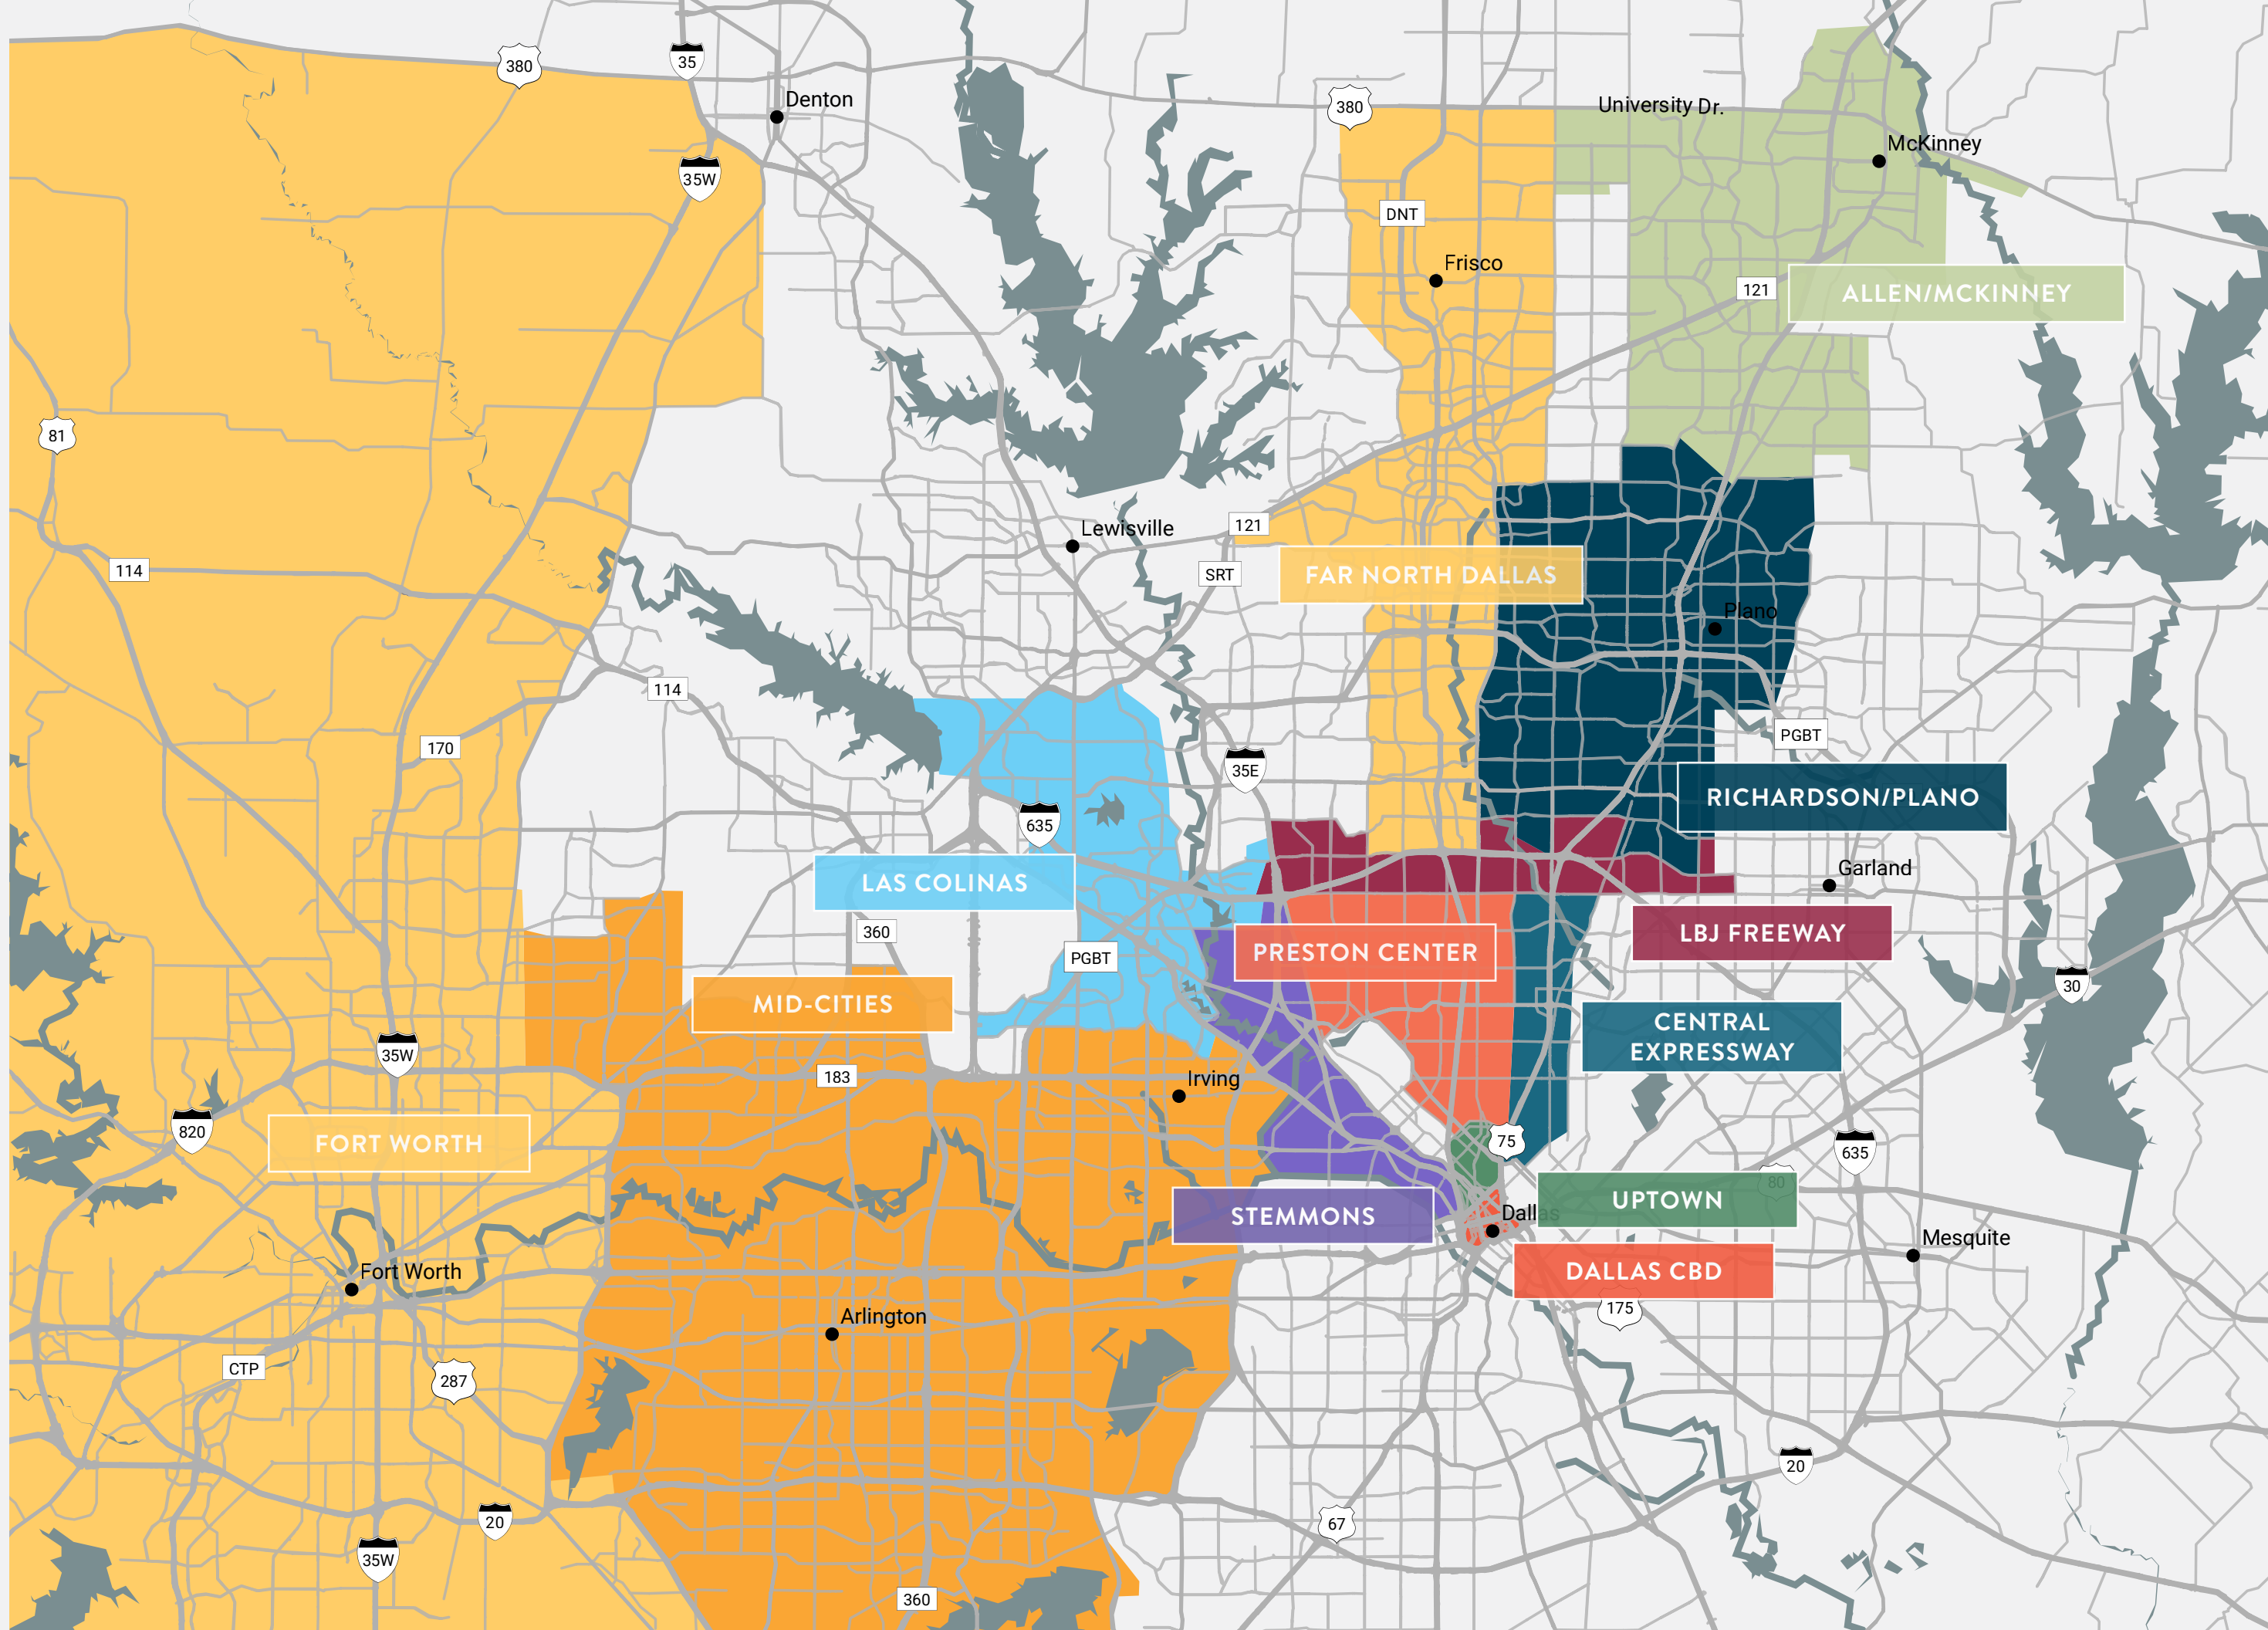 35
380
Denton
380
University Dr.
McKinney
35W
DNT
Frisco
121
ALLEN/MCKINNEY
81
Lewisville
121
114
SRT
FAR NORTH DALLAS
Plano
114
170
PGBT
35E
RICHARDSON/PLANO
635
Garland
LAS COLINAS
360
LBJ FREEWAY
PRESTON CENTER
PGBT
30
MID-CITIES
CENTRAL
EXPRESSWAY
35W
183
Irving
820
FORT WORTH
75
635
80
UPTOWN
STEMMONS
Dallas
Mesquite
Fort Worth
DALLAS CBD
175
Arlington
CTP
287
20
20
67
35W
360